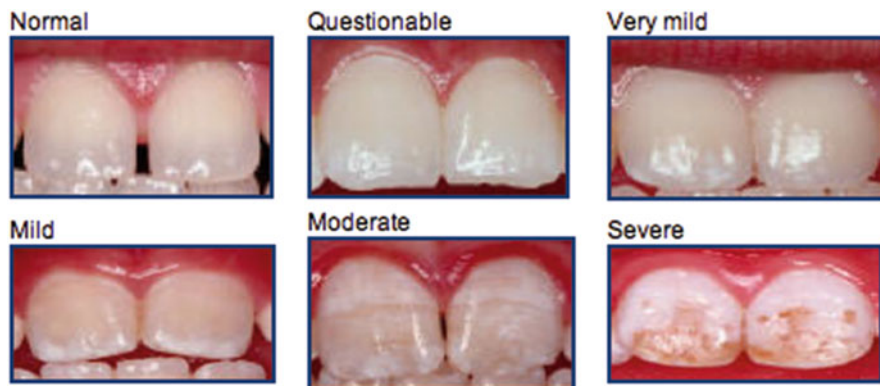 Normal
Questionable
Very mild
Mild
Moderate
Severe